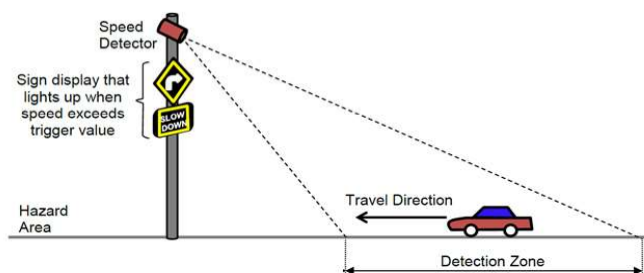 Speed
Detector
Sign display that
lights up when
speed exceeds
trigger value
SLOW
DOWN
Travel Direction
Hazard
Area
Detection Zone